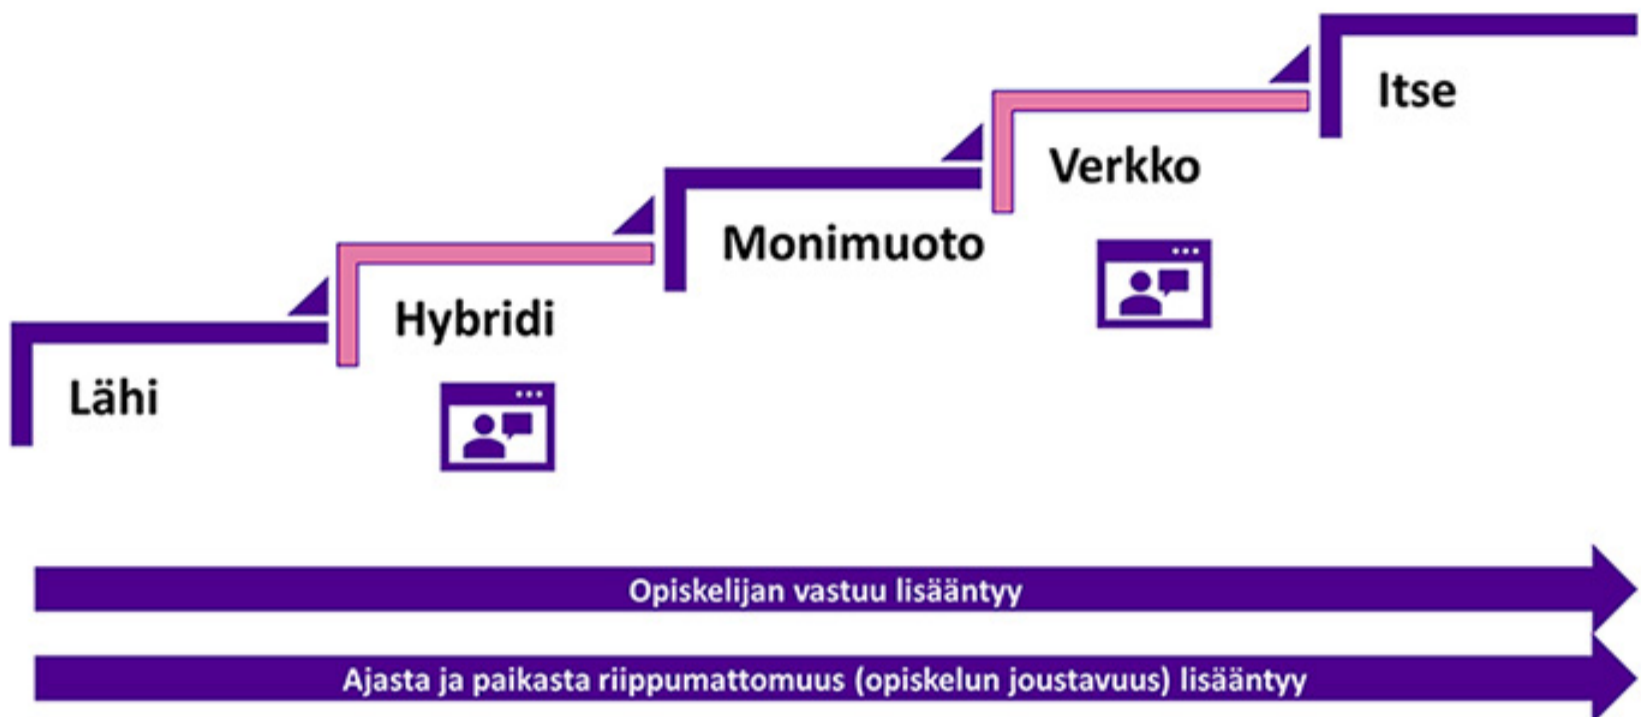 Lähi
Hybridi
Monimuoto
Verkko
Itse
Opiskelijan vastuu lisääntyy
Ajasta ja paikasta riippumattomuus (opiskelun joustavuus) lisääntyy